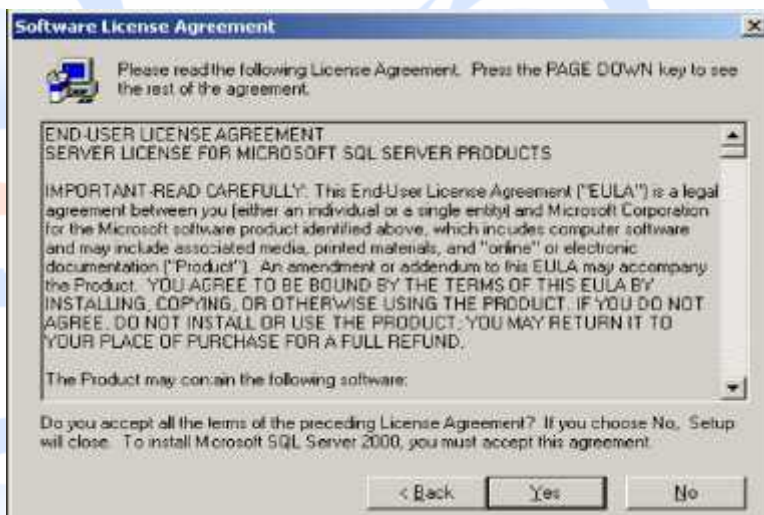 Software License Agreement
Please read the following License Agreement. Press the PAGE DOWN key to see
the rest of the agreement.
END-USER LICENSE AGREEMENT
SERVER LICENSE FOR MICROSOFT SQL SERVER PRODUCTS
IMPORTANT-READ CAREFULLY: This End-User License Agreement ("EULA") is a legal
agreement between you (either an individual or a single entity) and Microsoft Corporation
for the Microsoft software product identified above, which includes computer software
and may include associated media, printed materials, and "online" or electronic
documentation ("Product"). An amendment or addendum to this EULA may accompany
the Product. YOU AGREE TO BE BOUND BY THE TERMS OF THIS EULA BY
INSTALLING, COPYING, OR OTHERWISE USING THE PRODUCT. IF YOU DO NOT
AGREE, DO NOT INSTALL OR USE THE PRODUCT; YOU MAY RETURN IT TO
YOUR PLACE OF PURCHASE FOR A FULL REFUND.
The Product may contain the following software:
Do you accept all the terms of the preceding License Agreement? If you choose No, Setup
will close. To install Microsoft SQL Server 2000, you must accept this agreement.
< Back Yes No